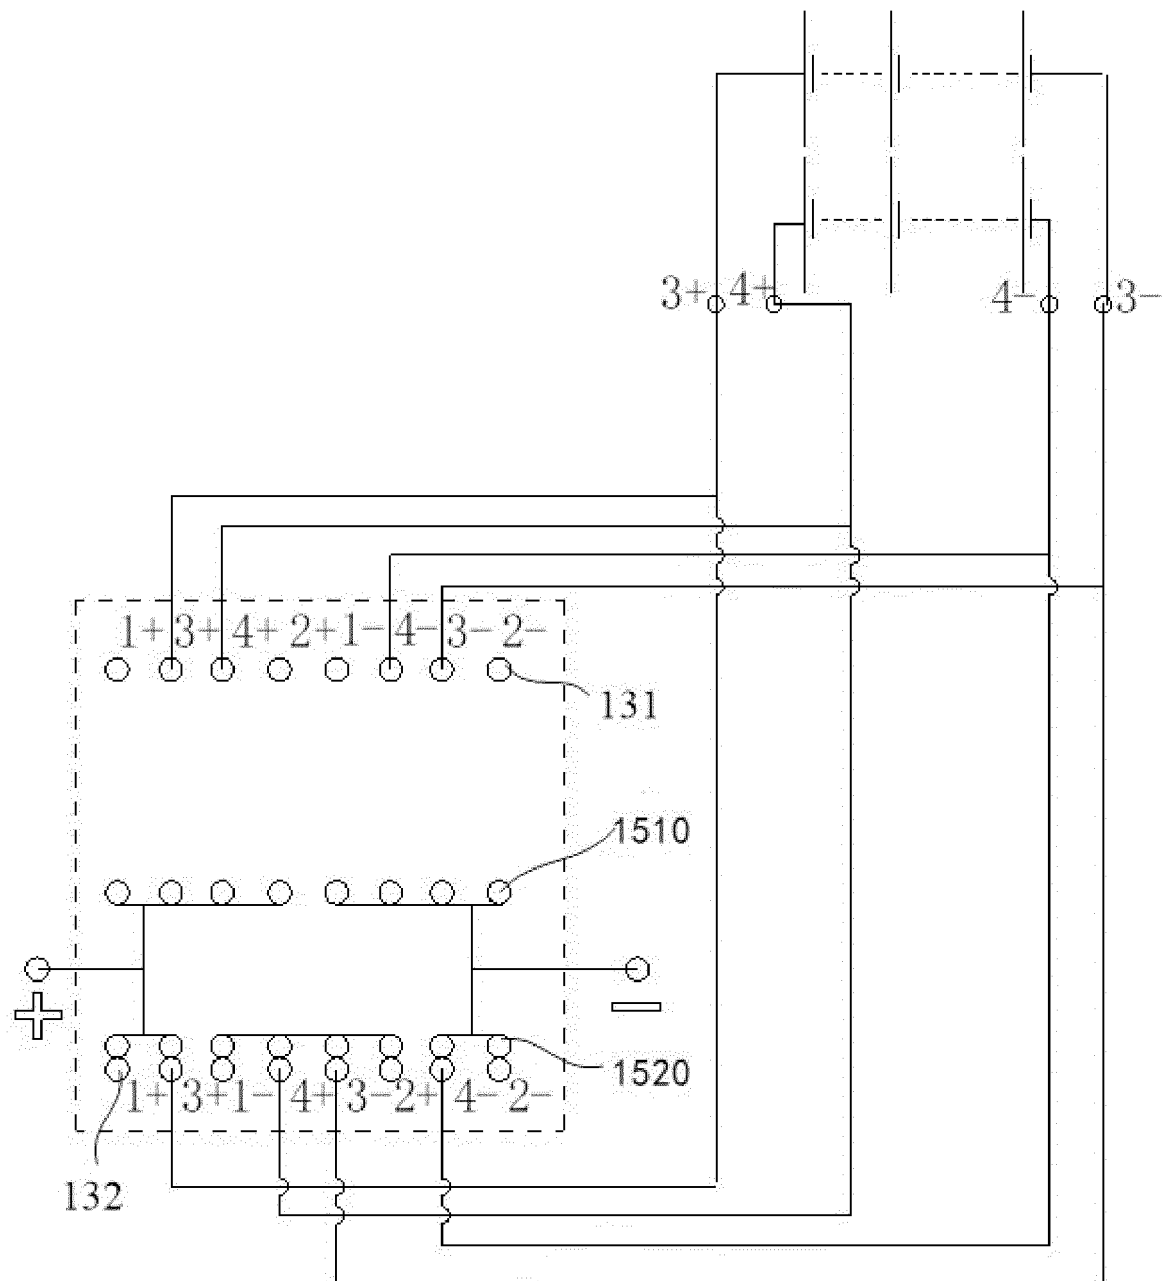 3+ 4+ 4- 3-
1+ 3+ 4+ 2+ 1- 4- 3- 2-
131
1510
+ -
1520
1+ 3+ 1- 4+ 3- 2+ 4- 2-
132